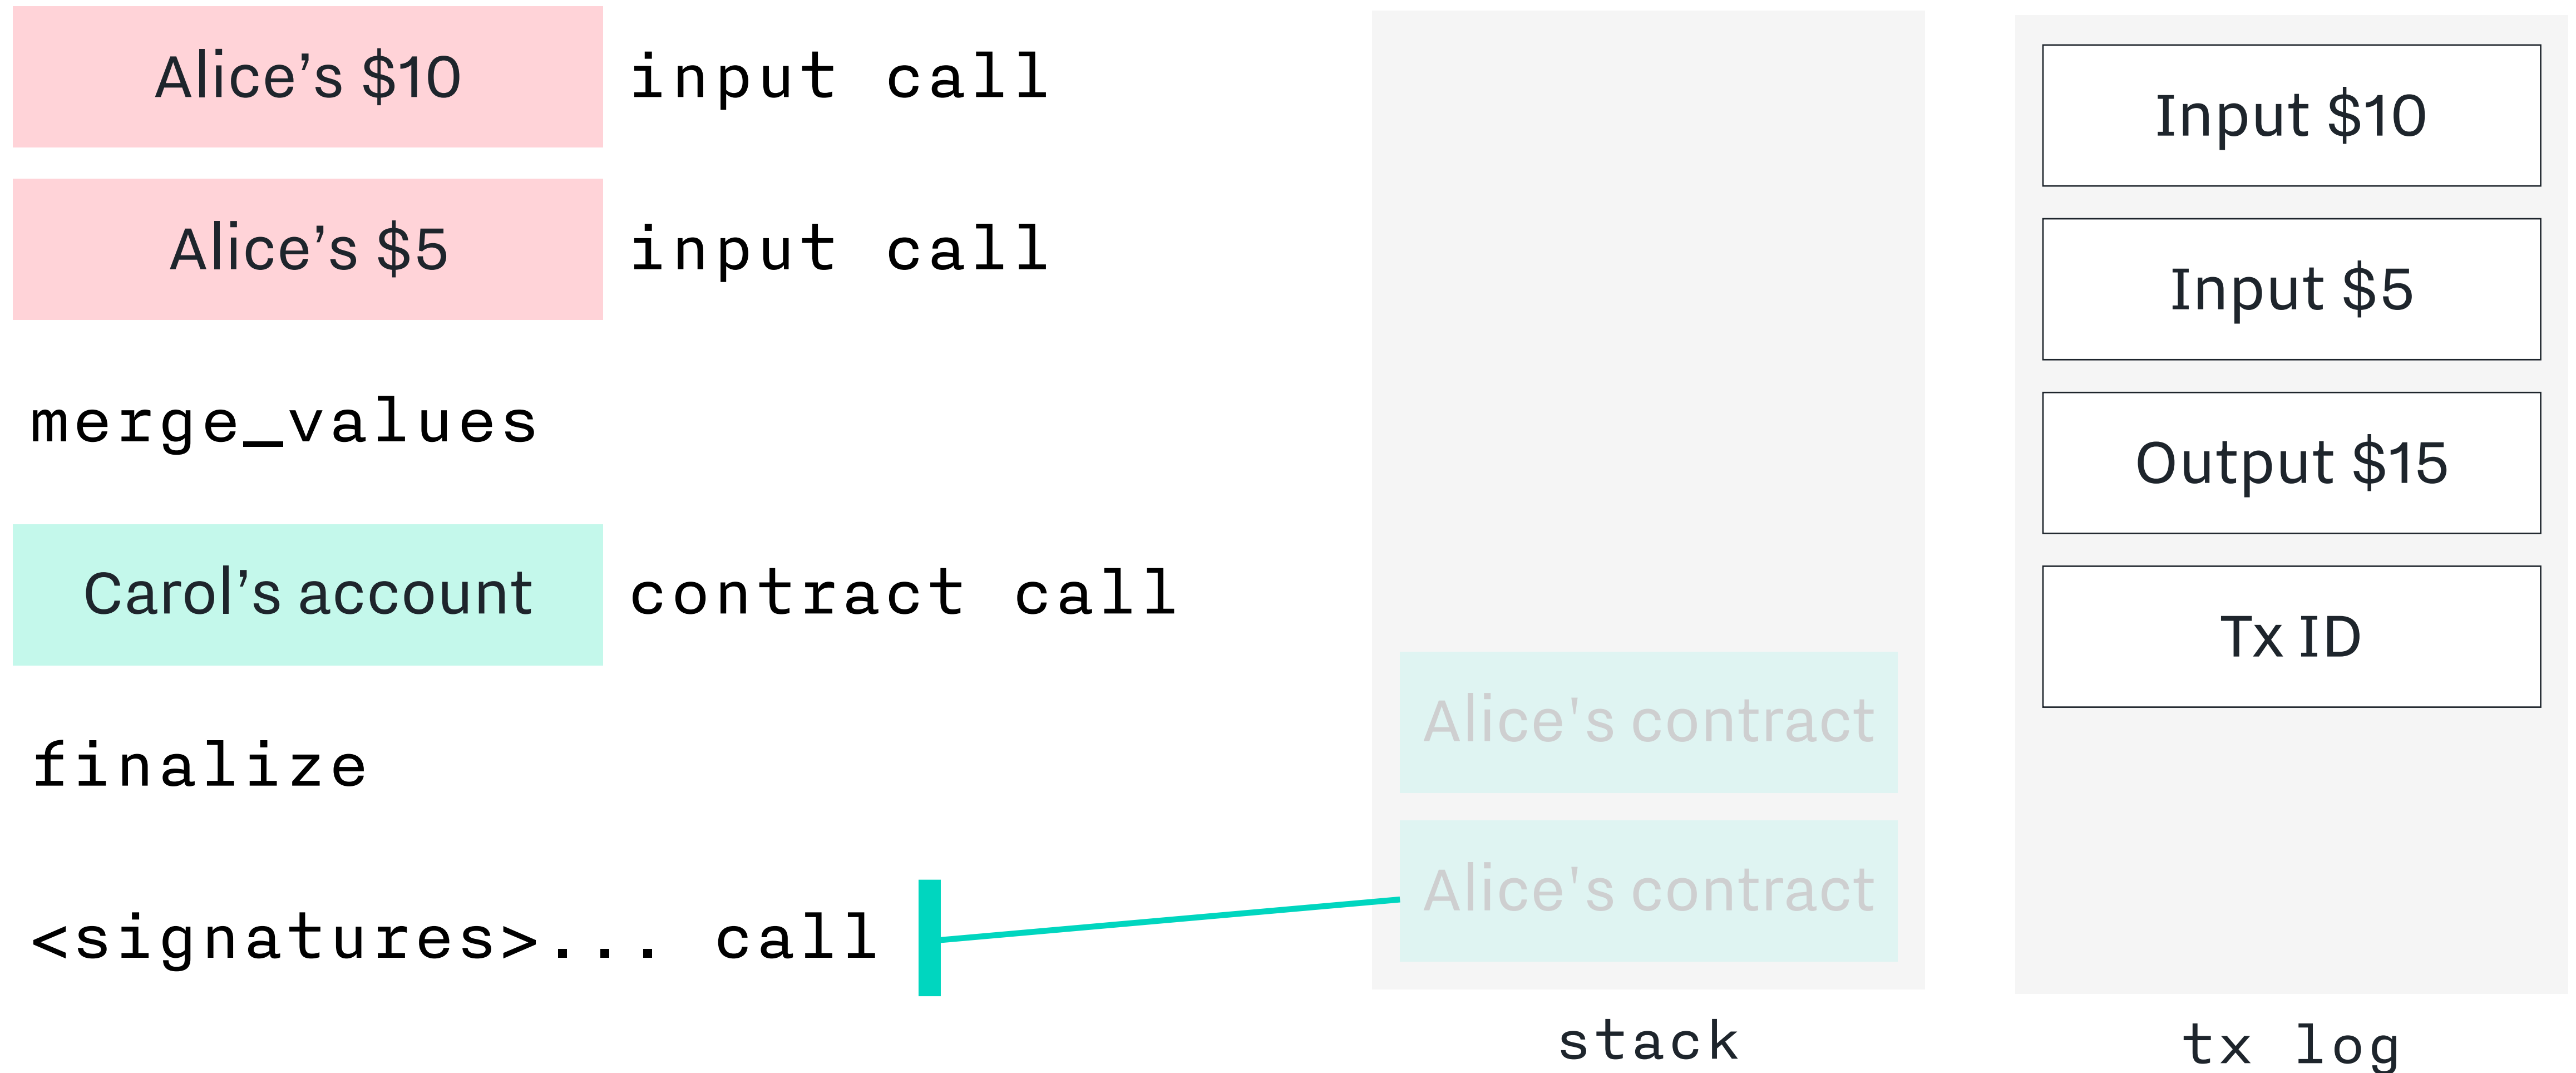 Alice’s $10 input call
Alice’s $5 input call
merge_values
Carol’s account contract call
finalize
<signatures>... call
Alice's contract
Alice's contract
stack
Input $10
Input $5
Output $15
Tx ID
tx log